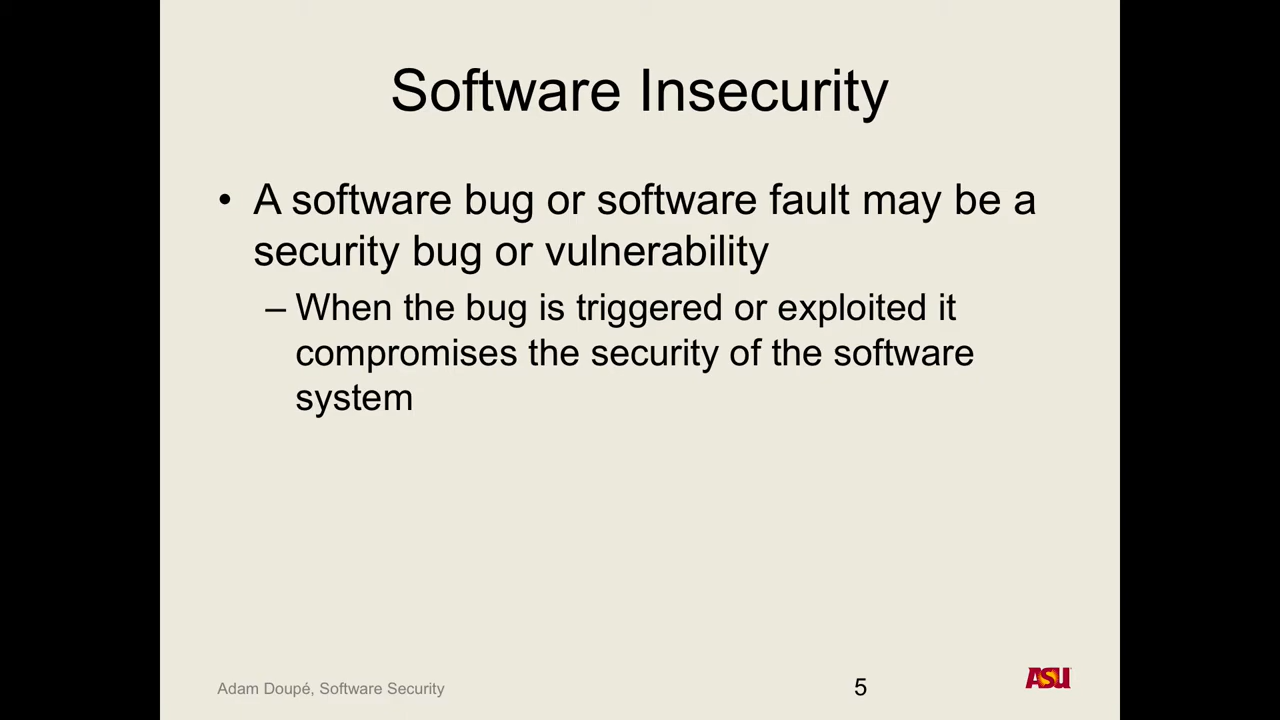 Software Insecurity
• A software bug or software fault may be a
security bug or vulnerability
– When the bug is triggered or exploited it
compromises the security of the software
system
Adam Doupé, Software Security
5
ASU